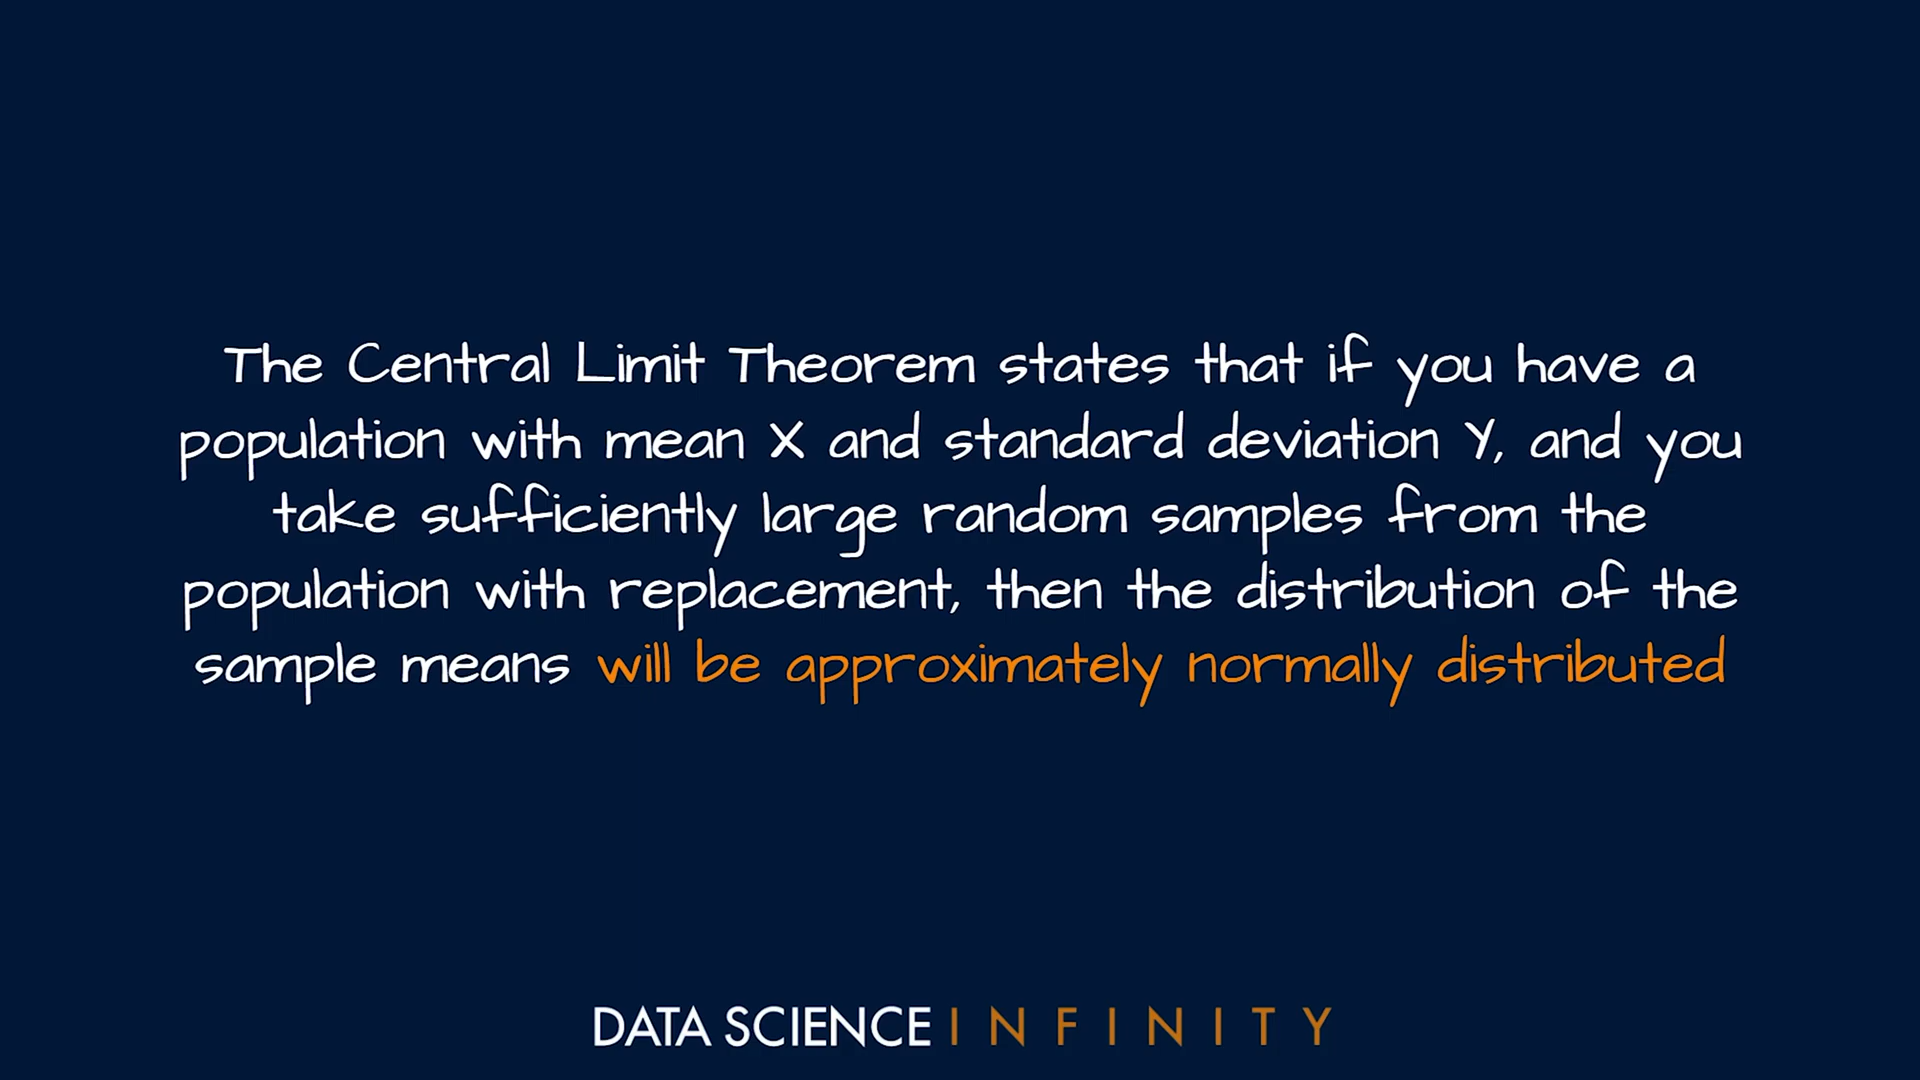 The Central Limit Theorem states that if you have a
population with mean X and standard deviation Y, and you
take sufficiently large random samples from the
population with replacement, then the distribution of the
sample means will be approximately normally distributed
DATA SCIENCE INFINITY